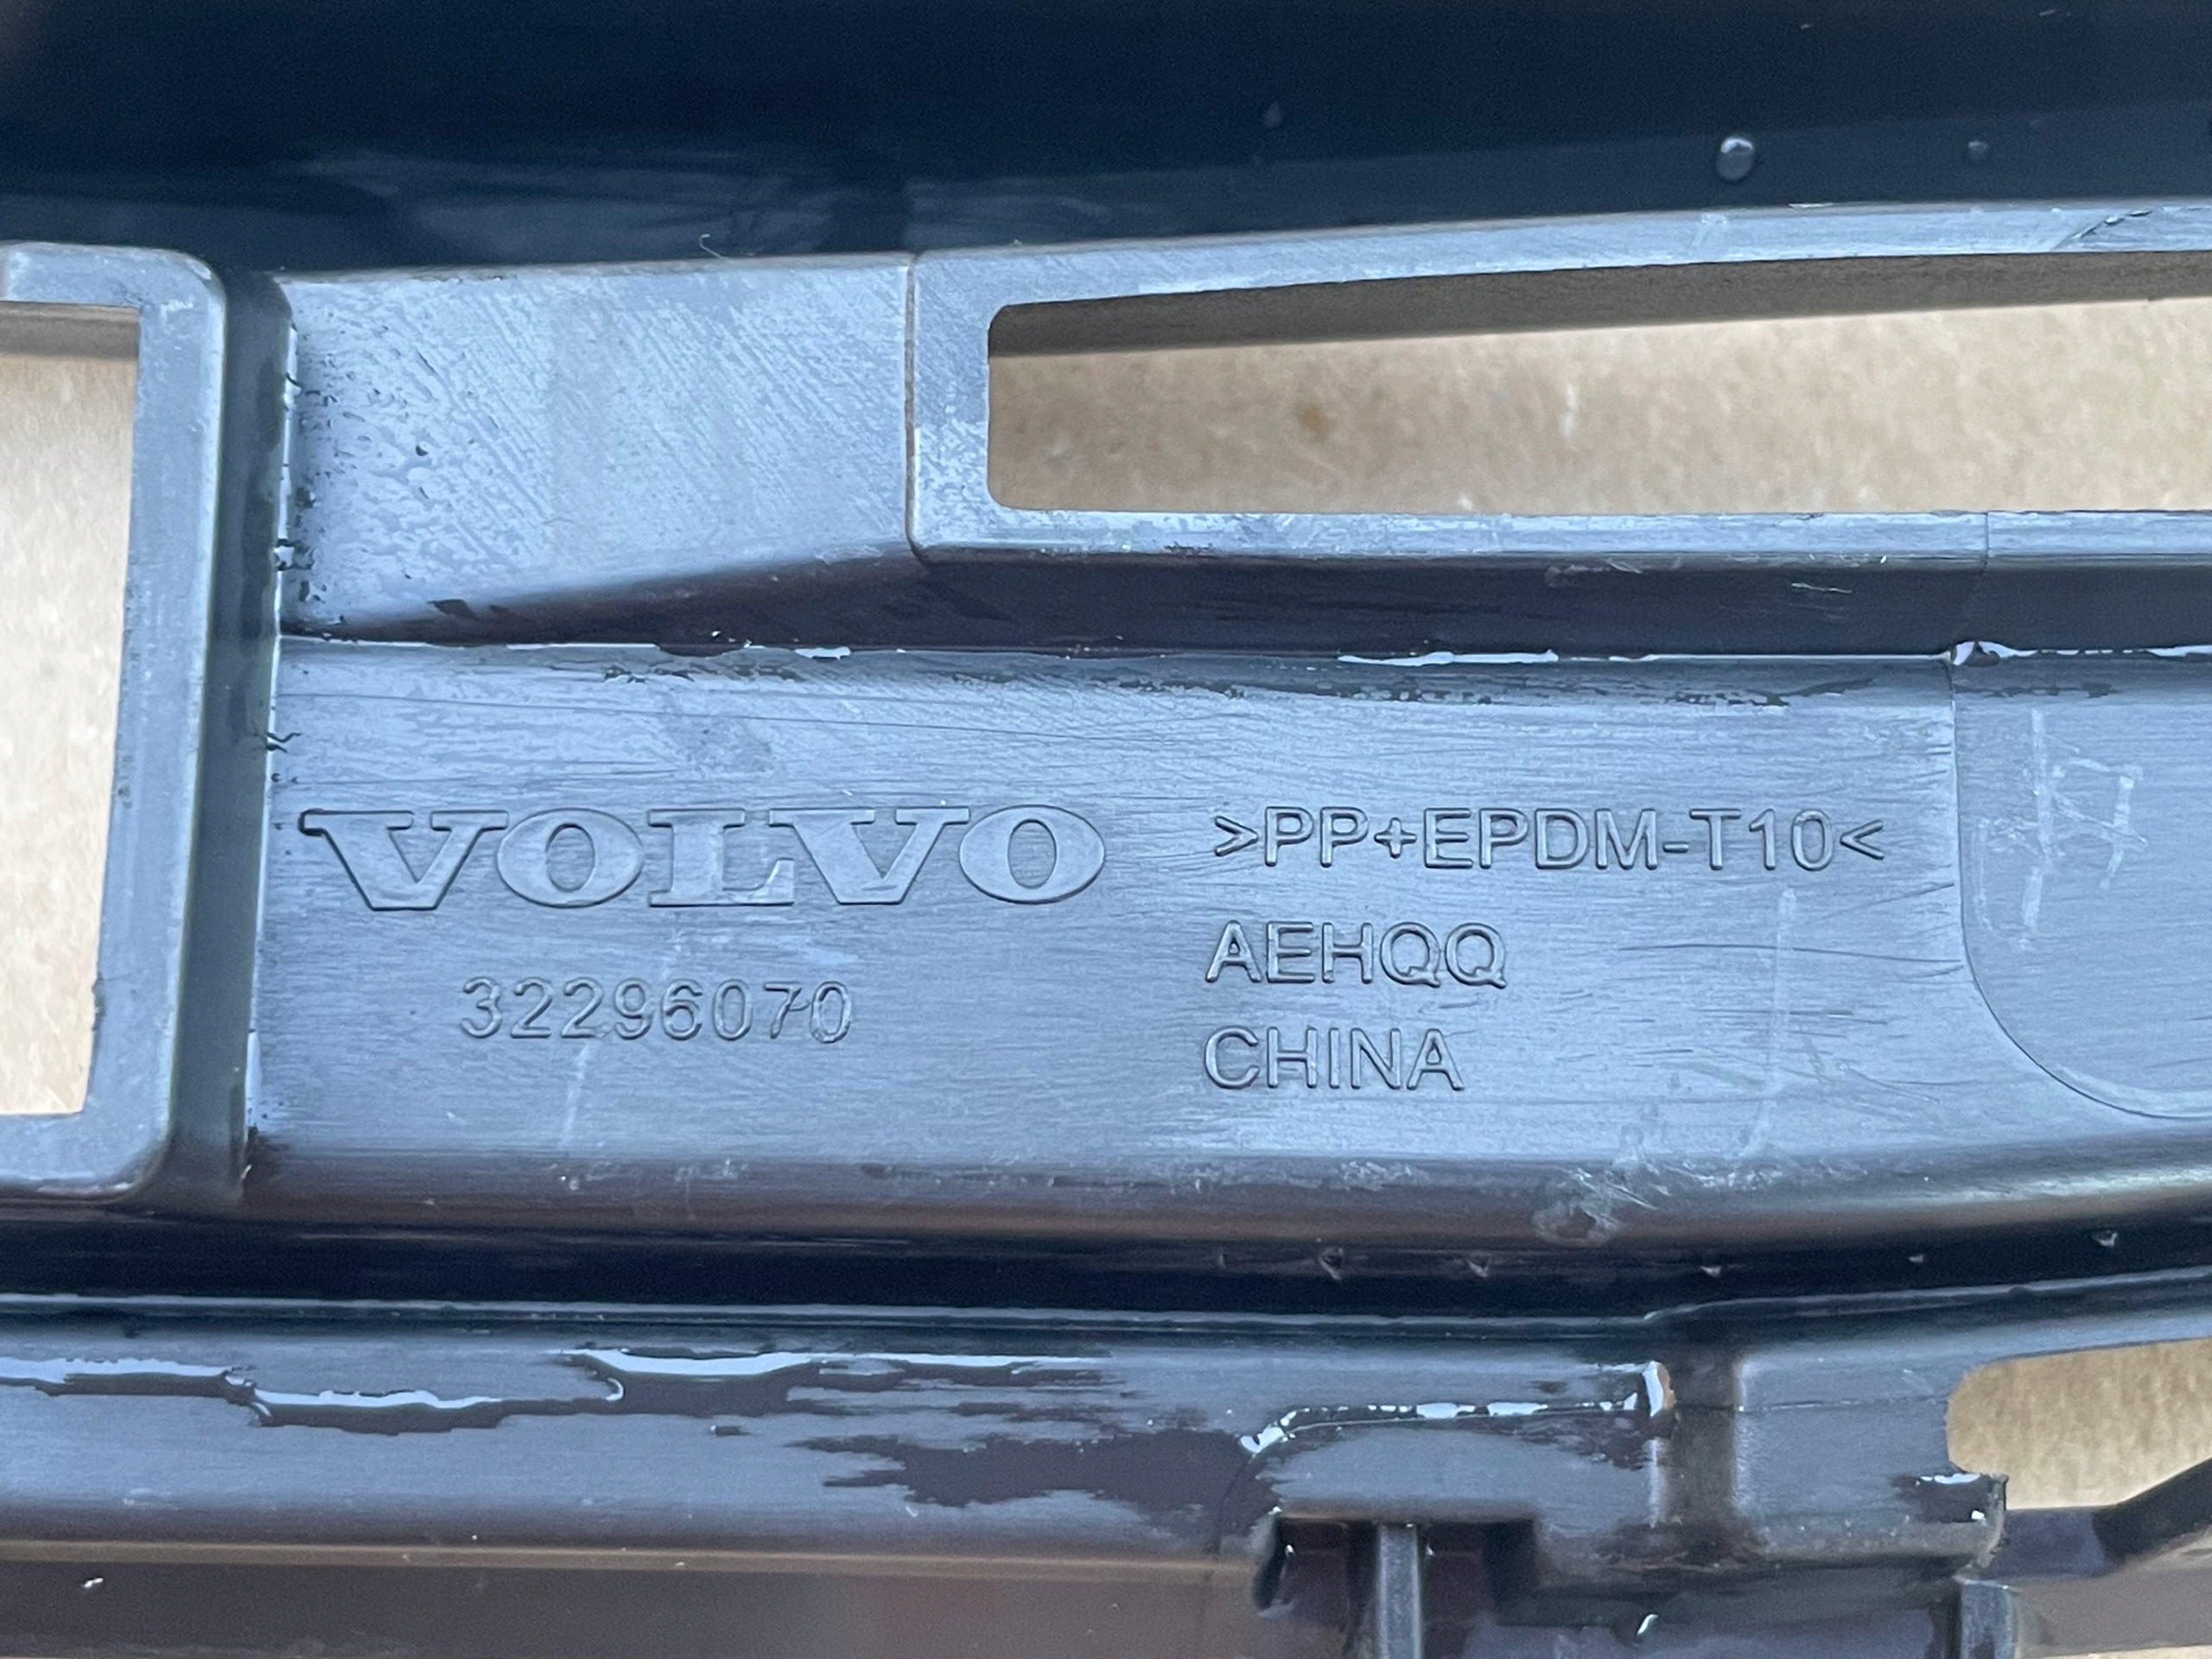 VOLVO
32296070
>PP+EPDM-T10<
AEHQQ
CHINA